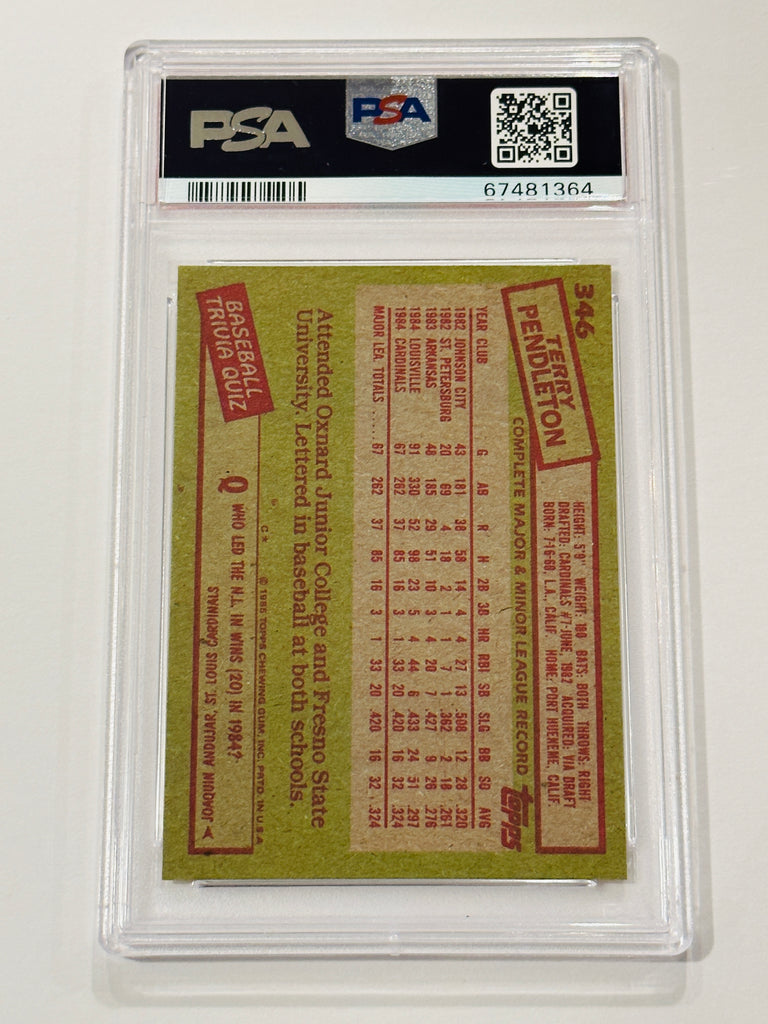 PSA
PSA
67481364
346
TERRY
PENDLETON
HEIGHT: 5'9" WEIGHT: 180 BATS: BOTH THROWS: RIGHT
DRAFTED: CARDINALS #7-JUNE, 1982 ACQUIRED: VIA DRAFT
BORN: 7-16-60, L.A., CALIF. HOME: PORT HUENEME, CALIF.
COMPLETE MAJOR & MINOR LEAGUE RECORD
topps
YEAR CLUB G AB R H 2B 3B HR RBI SB SLG BB SO AVG
1982 JOHNSON CITY 43 181 38 58 14 4 4 27 13 .508 12 28 .320
1982 ST. PETERSBURG 20 69 4 18 2 1 1 7 1 .362 2 18 .261
1983 ARKANSAS 48 185 29 51 10 3 4 20 7 .427 9 26 .276
1984 LOUISVILLE 91 330 52 98 23 5 4 44 6 .433 24 51 .297
1984 CARDINALS 67 262 37 85 16 3 1 33 20 .420 16 32 .324
MAJOR LEA. TOTALS ..... 67 262 37 85 16 3 1 33 20 .420 16 32 .324
Attended Oxnard Junior College and Fresno State
University. Lettered in baseball at both schools.
C* © 1985 TOPPS CHEWING GUM, INC. PRTD. IN U.S.A.
BASEBALL
TRIVIA QUIZ
Q WHO LED THE N.L. IN WINS (20) IN 1984?
JOAQUIN ANDUJAR, ST. LOUIS CARDINALS